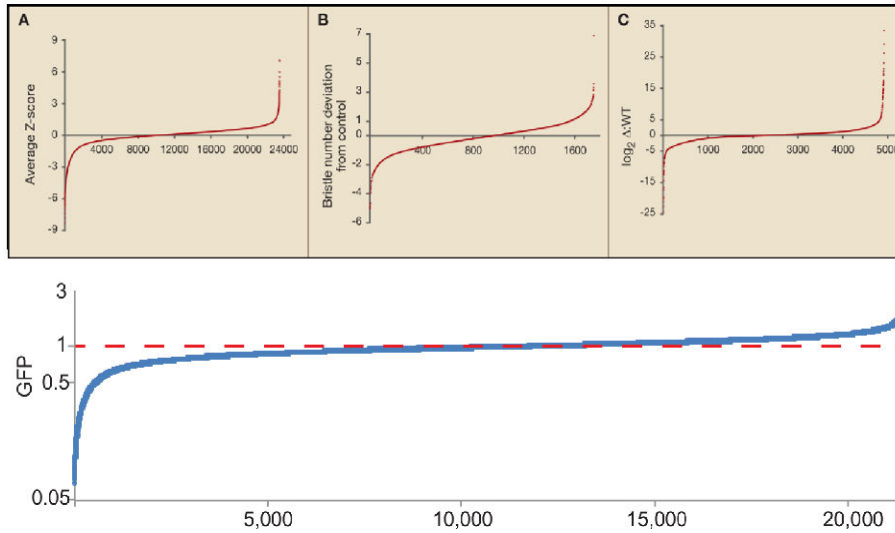 A
Average Z-score
9
6
3
0
-3
-6
-9
4000 8000 12000 16000 20000 24000
B
Bristle number deviation
from control
7
5
3
1
0
-2
-4
-6
400 800 1200 1600
C
log2 Δ:WT
35
25
15
5
0
-5
-15
-25
1000 2000 3000 4000 5000
GFP
3
1
0.5
0.05
5,000 10,000 15,000 20,000